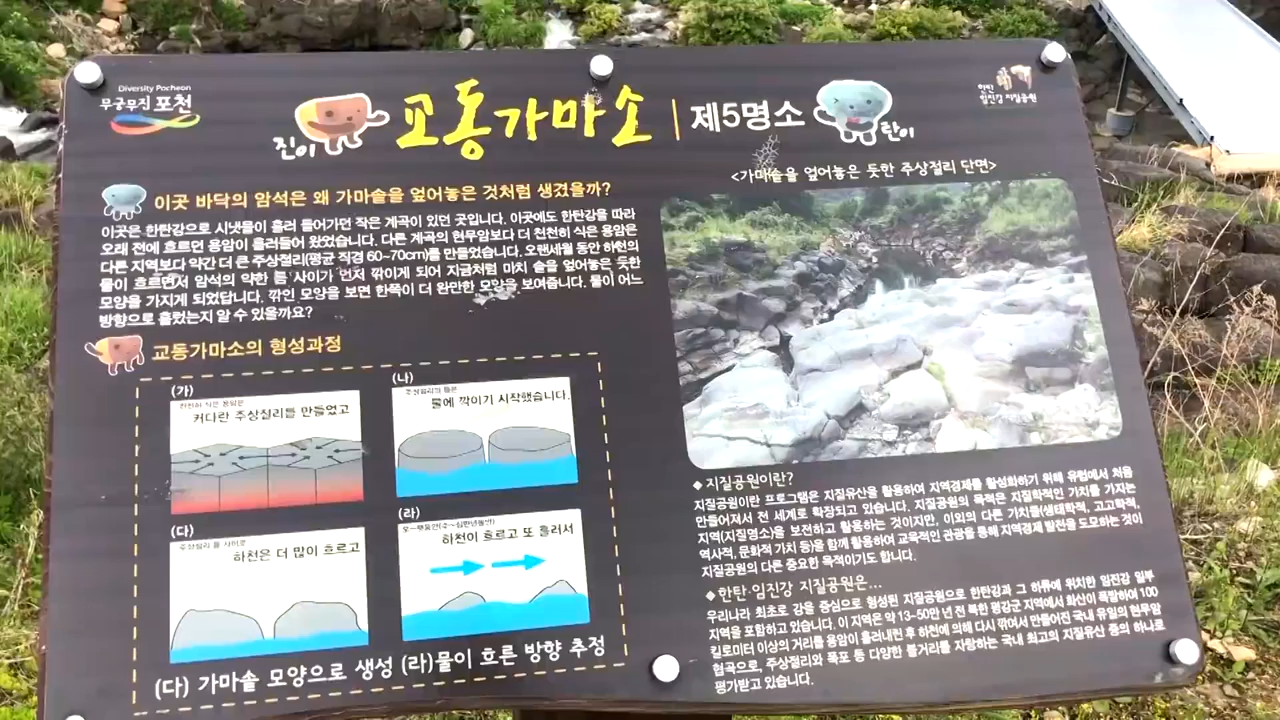 Diversity Pocheon
무궁무진 포천
진이
교동가마소 | 제5명소
란이
한탄
임진강 지질공원
이곳 바닥의 암석은 왜 가마솥을 엎어놓은 것처럼 생겼을까?
이곳은 한탄강으로 시냇물이 흘러 들어가던 작은 계곡이 있던 곳입니다. 이곳에도 한탄강을 따라
오래 전에 흐르던 용암이 흘러들어 왔었습니다. 다른 계곡의 현무암보다 더 천천히 식은 용암은
다른 지역보다 약간 더 큰 주상절리(평균 직경 60~70cm)를 만들었습니다. 오랜세월 동안 하천의
물이 흐르면서 암석의 약한 틈 사이가 먼저 깎이게 되어 지금처럼 마치 솥을 엎어놓은 듯한
모양을 가지게 되었답니다. 깎인 모양을 보면 한쪽이 더 완만한 모양을 보여줍니다. 물이 어느
방향으로 흘렀는지 알 수 있을까요?
교동가마소의 형성과정
(가)
천천히 식은 용암은
커다란 주상절리를 만들었고
(나)
주상절리의 틈은
물에 깍이기 시작했습니다.
(다)
주상절리 틈 사이로
하천은 더 많이 흐르고
(라)
하천이 흐르고 또 흘러서
(다) 가마솥 모양으로 생성 (라)물이 흐른 방향 추정
<가마솥을 엎어놓은 듯한 주상절리 단면>
◆지질공원이란?
지질공원이란 프로그램은 지질유산을 활용하여 지역경제를 활성화하기 위해 유럽에서 처음
만들어져서 전 세계로 확장되고 있습니다. 지질공원의 목적은 지질학적인 가치를 가지는
지역(지질명소)을 보전하고 활용하는 것이지만, 이외의 다른 가치들(생태학적, 고고학적,
역사적, 문화적 가치 등)을 함께 활용하여 교육적인 관광을 통해 지역경제 발전을 도모하는 것이
지질공원의 다른 중요한 목적이기도 합니다.
◆한탄·임진강 지질공원은...
우리나라 최초로 강을 중심으로 형성된 지질공원으로 한탄강과 그 하류에 위치한 임진강 일부
지역을 포함하고 있습니다. 이 지역은 약 13~50만 년 전 북한 평강군 지역에서 화산이 폭발하여 100
킬로미터 이상의 거리를 용암이 흘러내린 후 하천에 의해 다시 깎여서 만들어진 국내 유일의 현무암
협곡으로, 주상절리와 폭포 등 다양한 볼거리를 자랑하는 국내 최고의 지질유산 중의 하나로
평가받고 있습니다.